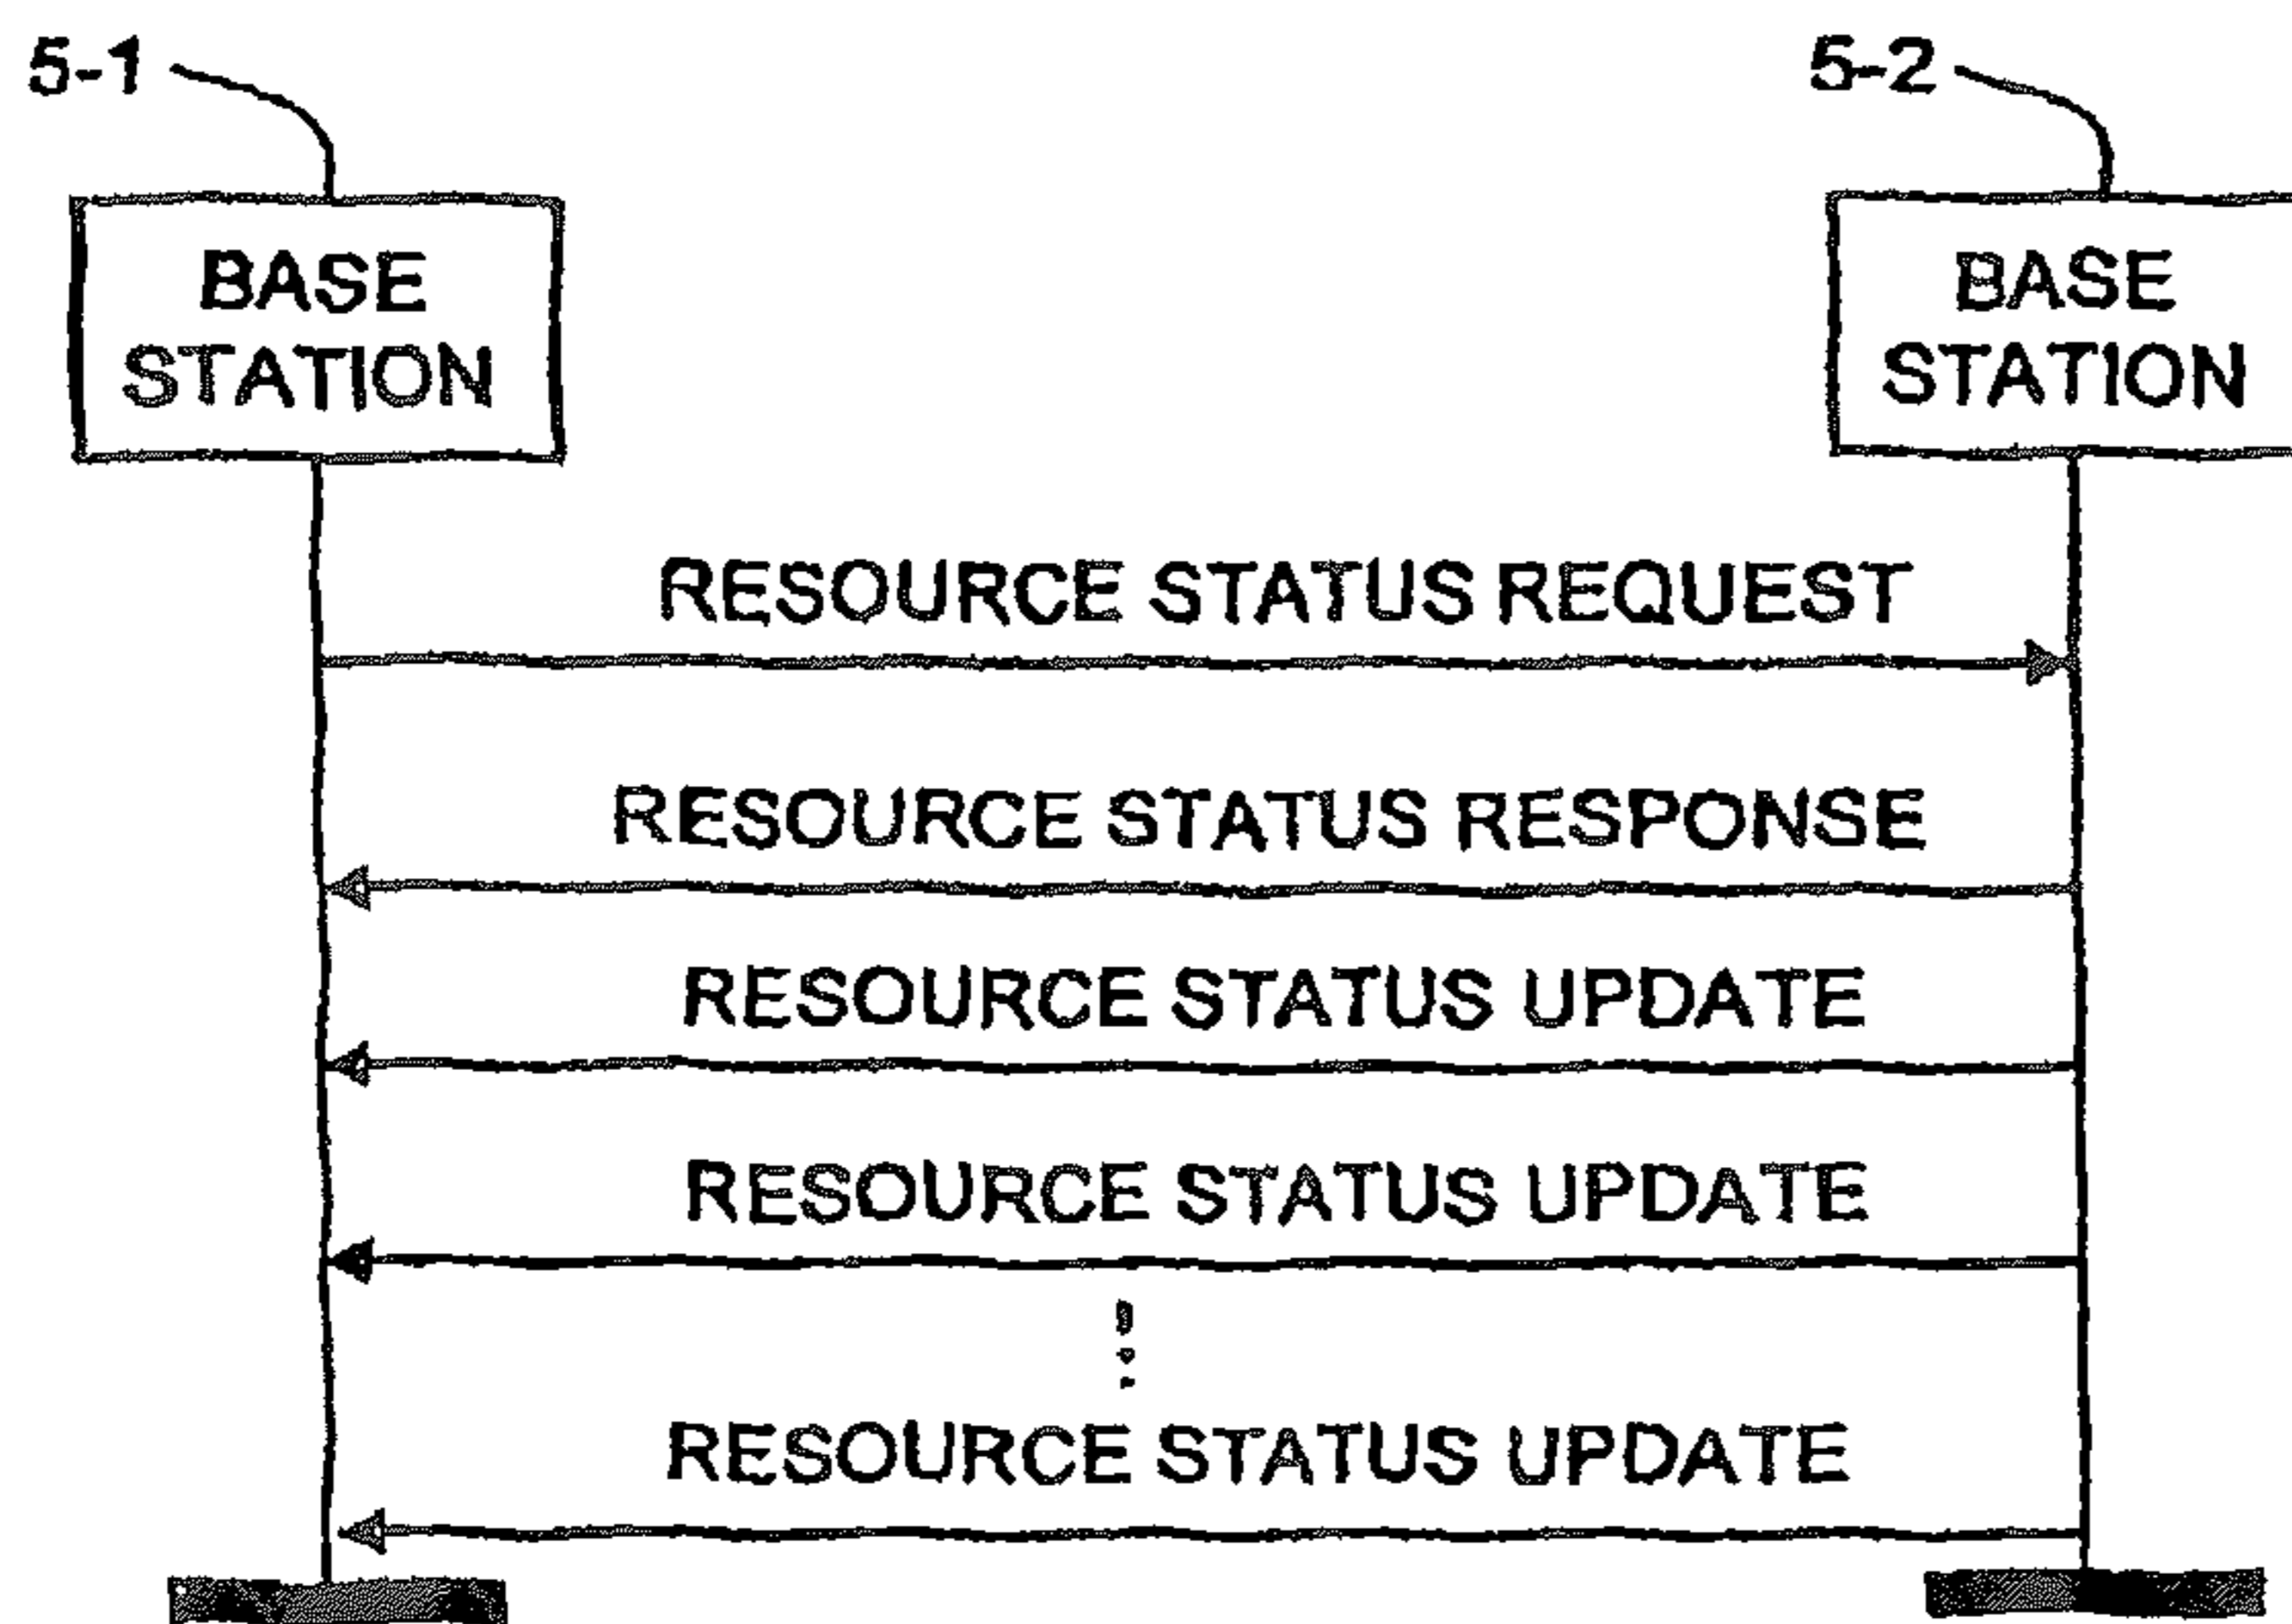 5-1
5-2
BASE
STATION
BASE
STATION
RESOURCE STATUS REQUEST
RESOURCE STATUS RESPONSE
RESOURCE STATUS UPDATE
RESOURCE STATUS UPDATE
RESOURCE STATUS UPDATE